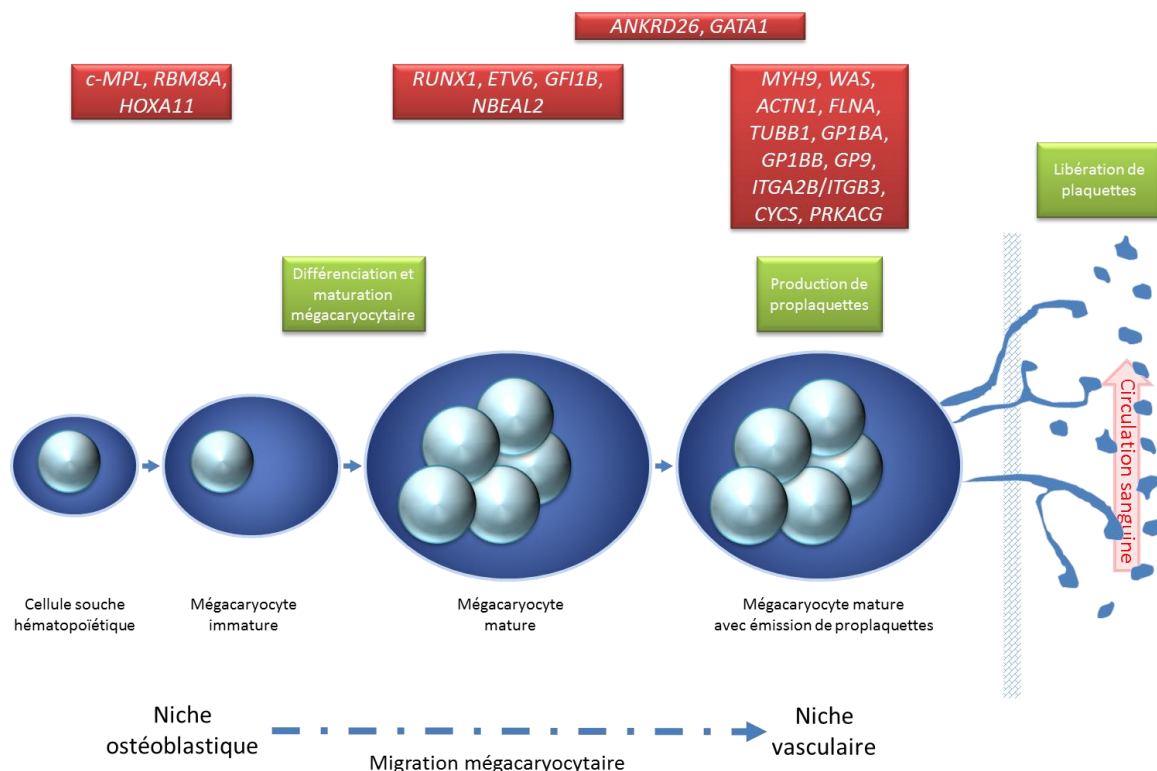 ANKRD26, GATA1
c-MPL, RBM8A,
HOXA11
RUNX1, ETV6, GFI1B,
NBEAL2
MYH9, WAS,
ACTN1, FLNA,
TUBB1, GP1BA,
GP1BB, GP9,
ITGA2B/ITGB3,
CYCS, PRKACG
Libération de
plaquettes
Différenciation et
maturation
mégacaryocytaire
Production de
proplaquettes
Circulation sanguine
Cellule souche
hématopoïétique
Mégacaryocyte
immature
Mégacaryocyte
mature
Mégacaryocyte mature
avec émission de proplaquettes
Niche
ostéoblastique
Migration mégacaryocytaire
Niche
vasculaire